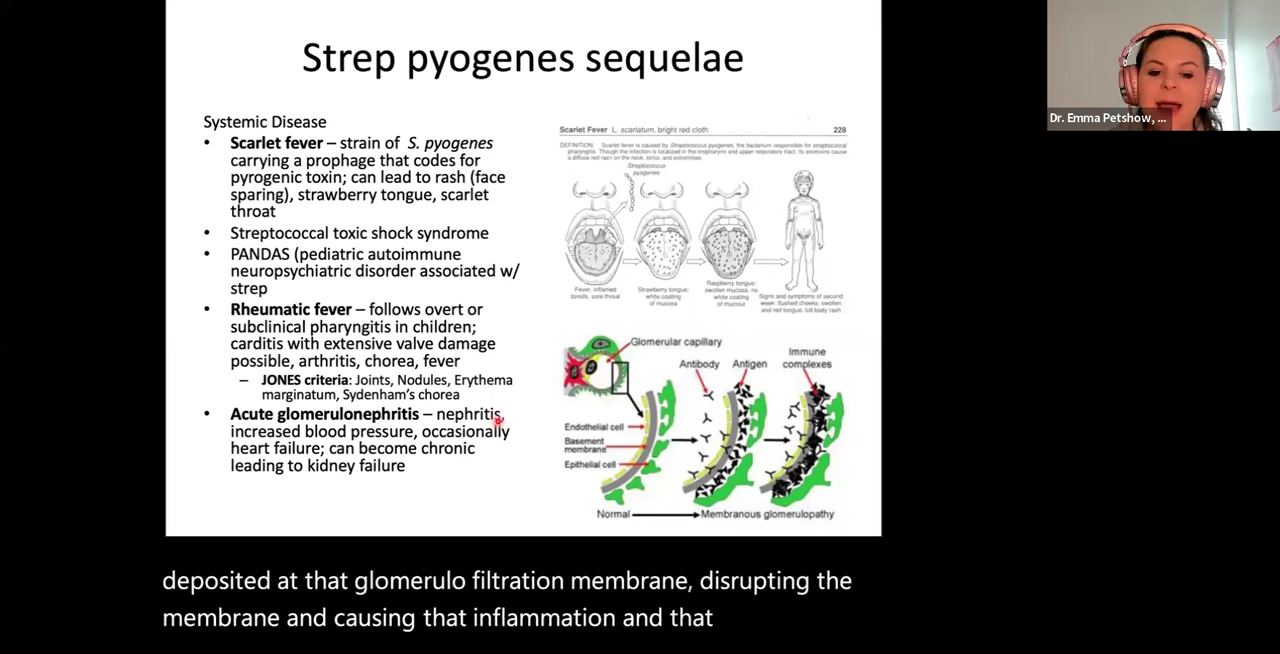 Strep pyogenes sequelae
Systemic Disease
• Scarlet fever – strain of S. pyogenes
carrying a prophage that codes for
pyrogenic toxin; can lead to rash (face
sparing), strawberry tongue, scarlet
throat
• Streptococcal toxic shock syndrome
• PANDAS (pediatric autoimmune
neuropsychiatric disorder associated w/
strep
• Rheumatic fever – follows overt or
subclinical pharyngitis in children;
carditis with extensive valve damage
possible, arthritis, chorea, fever
– JONES criteria: Joints, Nodules, Erythema
marginatum, Sydenham's chorea
• Acute glomerulonephritis – nephritis,
increased blood pressure, occasionally
heart failure; can become chronic
leading to kidney failure
Scarlet Fever L. scarlatum, bright red cloth 228
DEFINITION: Scarlet fever is caused by Streptococcus pyogenes, the bacterium responsible for streptococcal
pharyngitis. Though the infection is localized in the oropharynx and upper respiratory tract, its exotoxins cause
a diffuse red rash on the neck, torso, and extremities.
Streptococcus
pyogenes
Fever, inflamed
tonsils, sore throat
Strawberry tongue:
white coating
of mucosa
Raspberry tongue:
swollen mucosa, no
white coating
of mucosa
Signs and symptoms of second
week: flushed cheeks; swollen
and red tongue; full body rash
Glomerular capillary
Antibody
Antigen
Immune
complexes
Endothelial cell
Basement
membrane
Epithelial cell
Normal
Membranous glomerulopathy
Dr. Emma Petshow, ...
deposited at that glomerulo filtration membrane, disrupting the
membrane and causing that inflammation and that